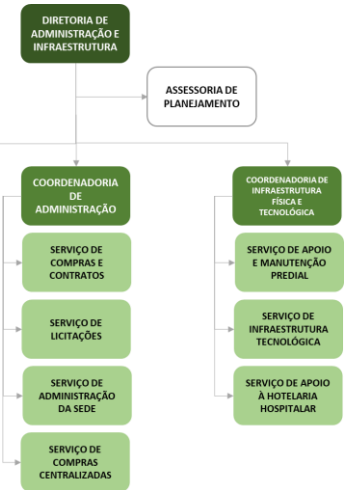 DIRETORIA DE
ADMINISTRAÇÃO E
INFRAESTRUTURA
ASSESSORIA DE
PLANEJAMENTO
COORDENADORIA
DE
ADMINISTRAÇÃO
SERVIÇO DE
COMPRAS E
CONTRATOS
SERVIÇO DE
LICITAÇÕES
SERVIÇO DE
ADMINISTRAÇÃO
DA SEDE
SERVIÇO DE
COMPRAS
CENTRALIZADAS
COORDENADORIA DE
INFRAESTRUTURA
FÍSICA E
TECNOLÓGICA
SERVIÇO DE APOIO
E MANUTENÇÃO
PREDIAL
SERVIÇO DE
INFRAESTRUTURA
TECNOLÓGICA
SERVIÇO DE APOIO
À HOTELARIA
HOSPITALAR